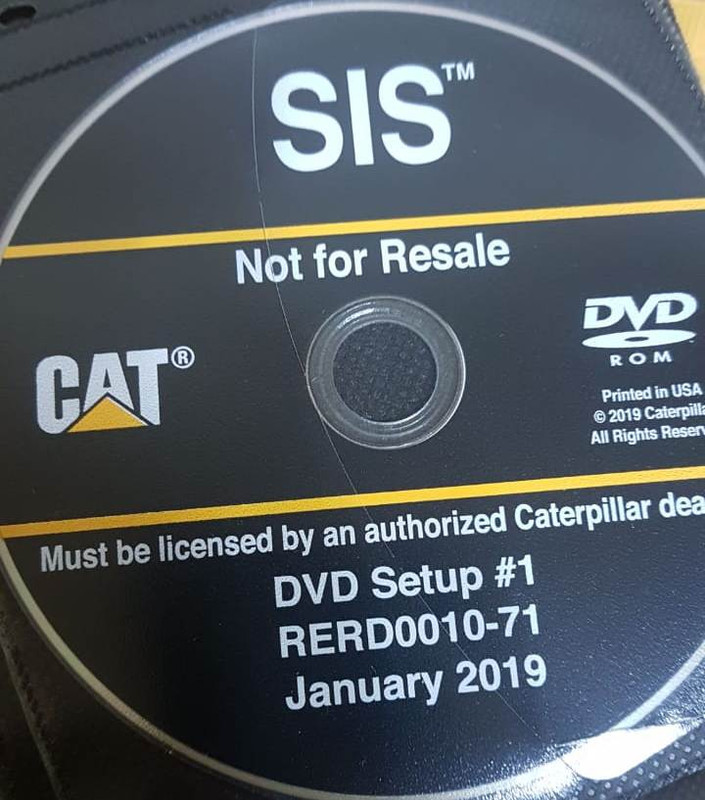 SIS™
Not for Resale
CAT®
DVD
ROM
Printed in USA
© 2019 Caterpilla
All Rights Reserv
Must be licensed by an authorized Caterpillar dea
DVD Setup #1
RERD0010-71
January 2019